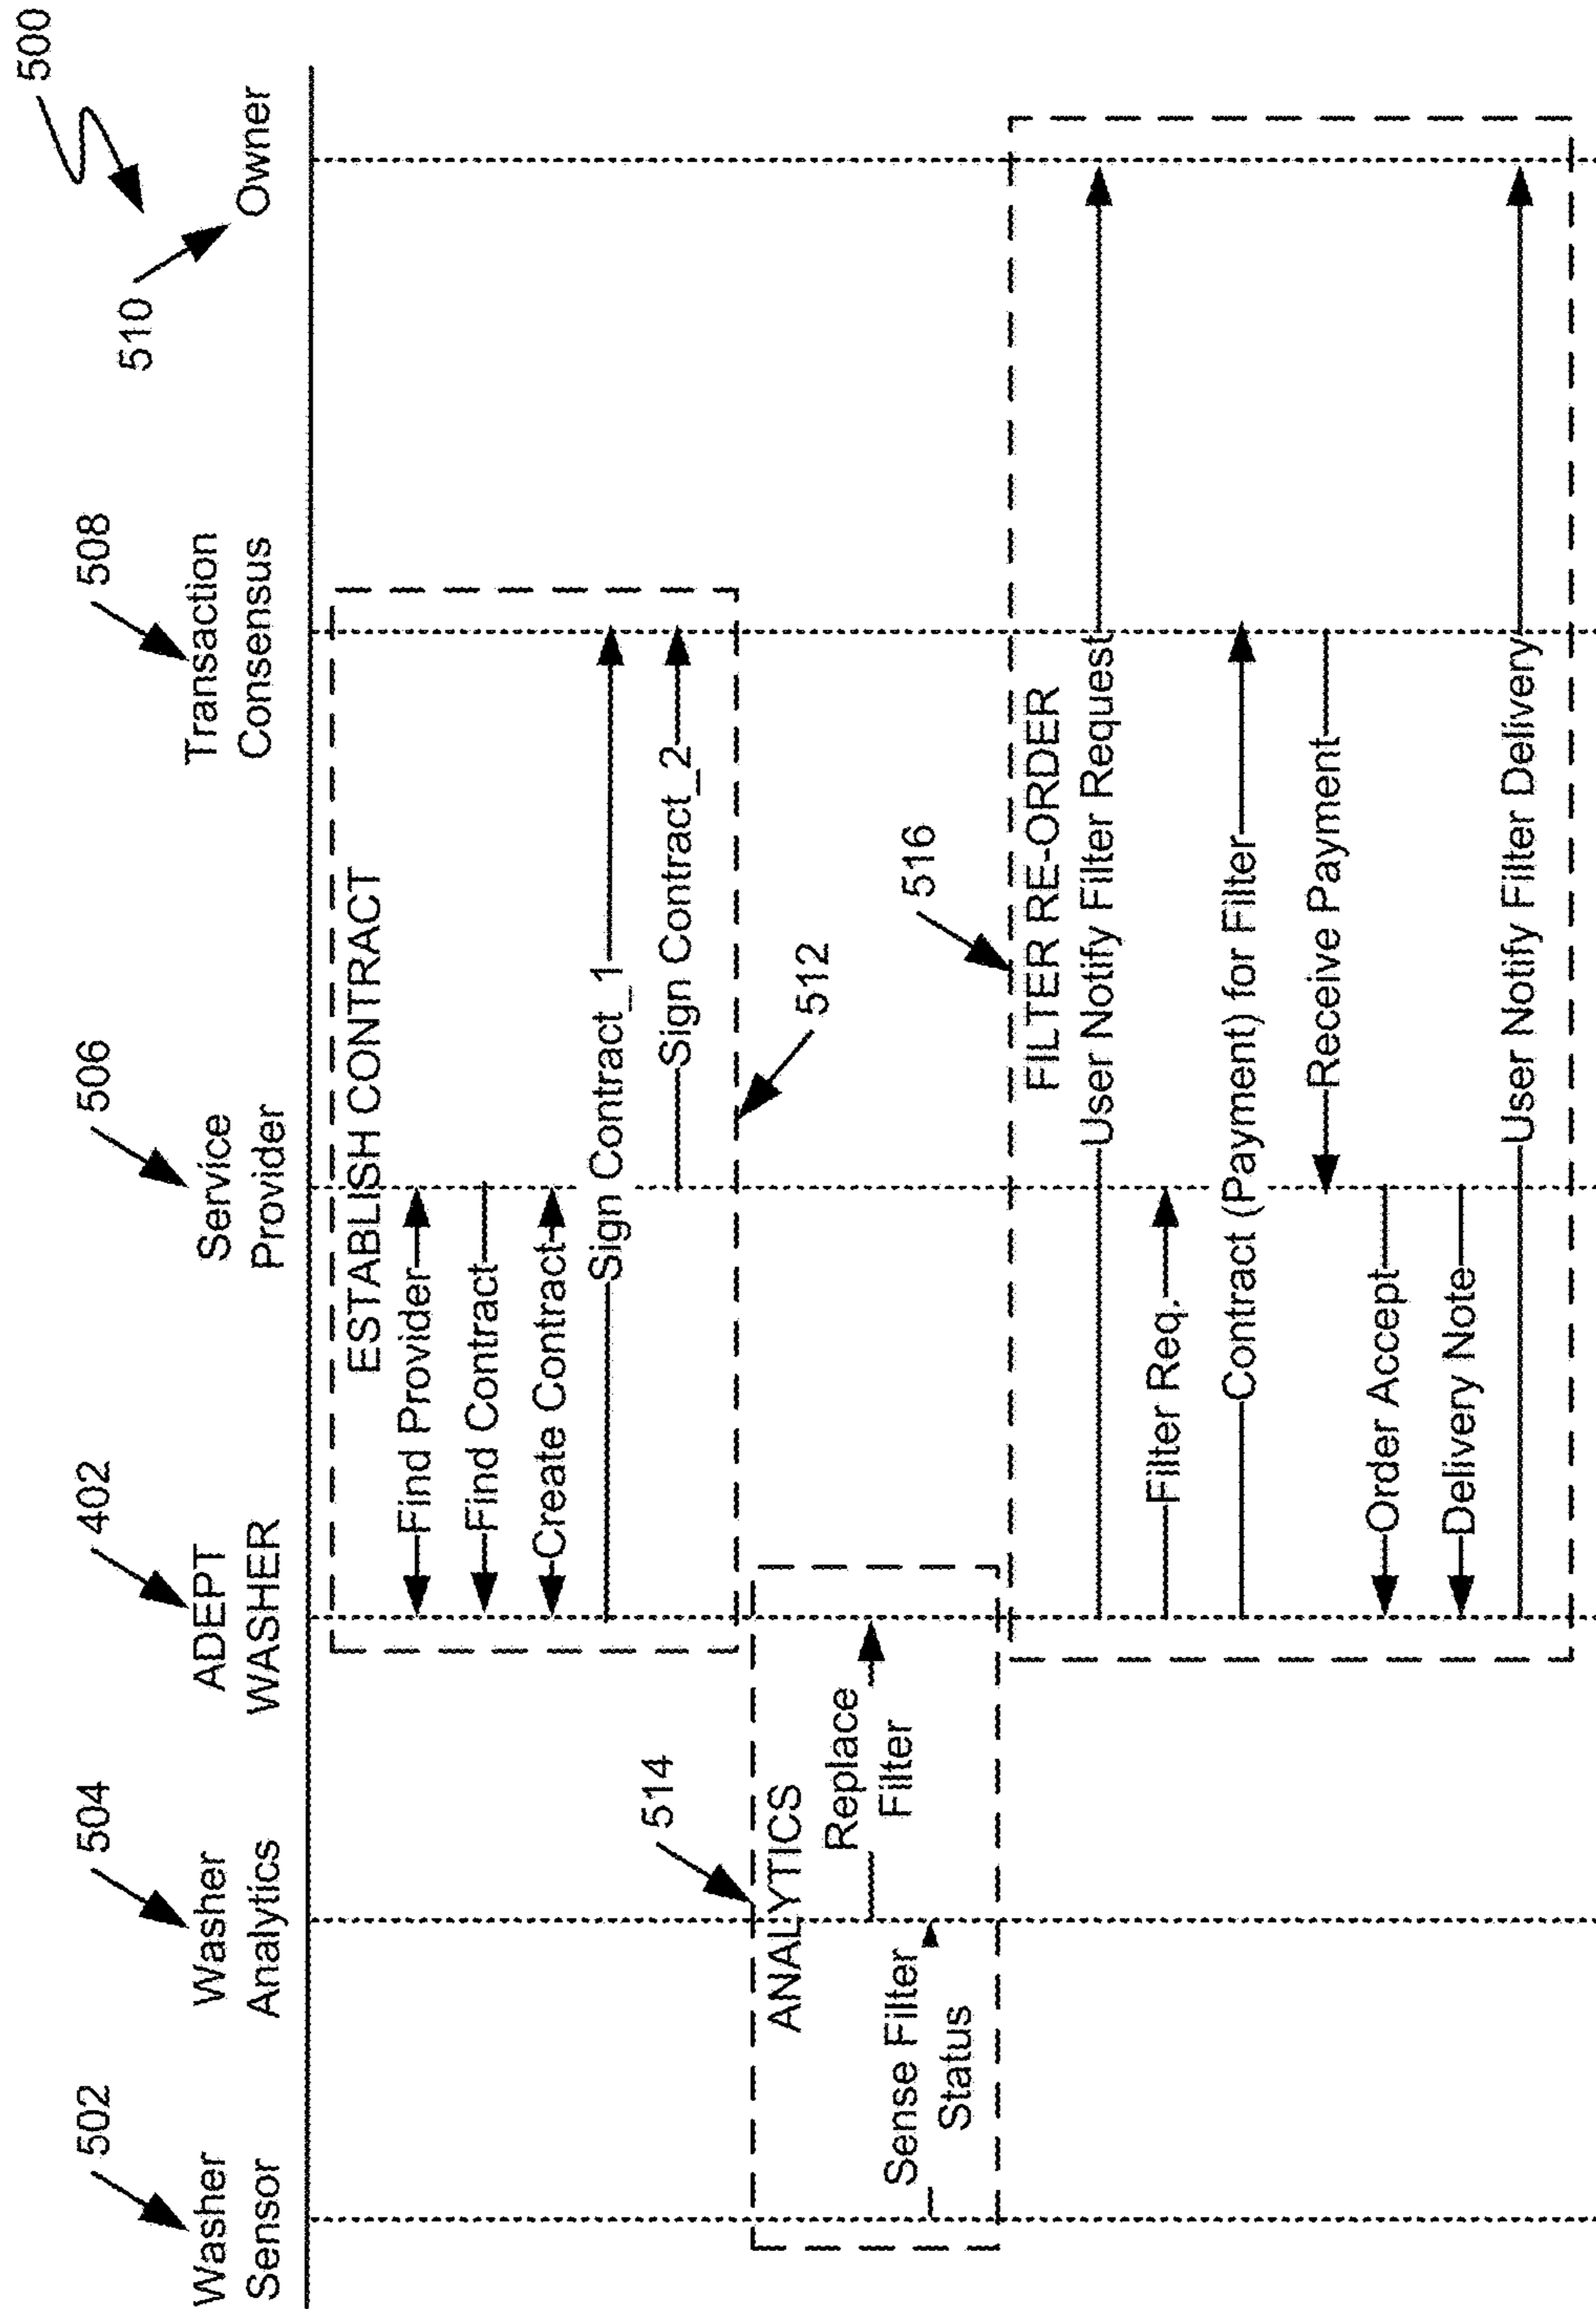 500
502
504
402
506
508
510
Washer
Sensor
Washer
Analytics
ADEPT
WASHER
Service
Provider
Transaction
Consensus
Owner
ESTABLISH CONTRACT
Find Provider
Find Contract
Create Contract
Sign Contract_1
Sign Contract_2
512
514
ANALYTICS
Replace
Filter
Sense Filter
Status
516
FILTER RE-ORDER
User Notify Filter Request
Filter Req.
Contract (Payment) for Filter
Receive Payment
Order Accept
Delivery Note
User Notify Filter Delivery